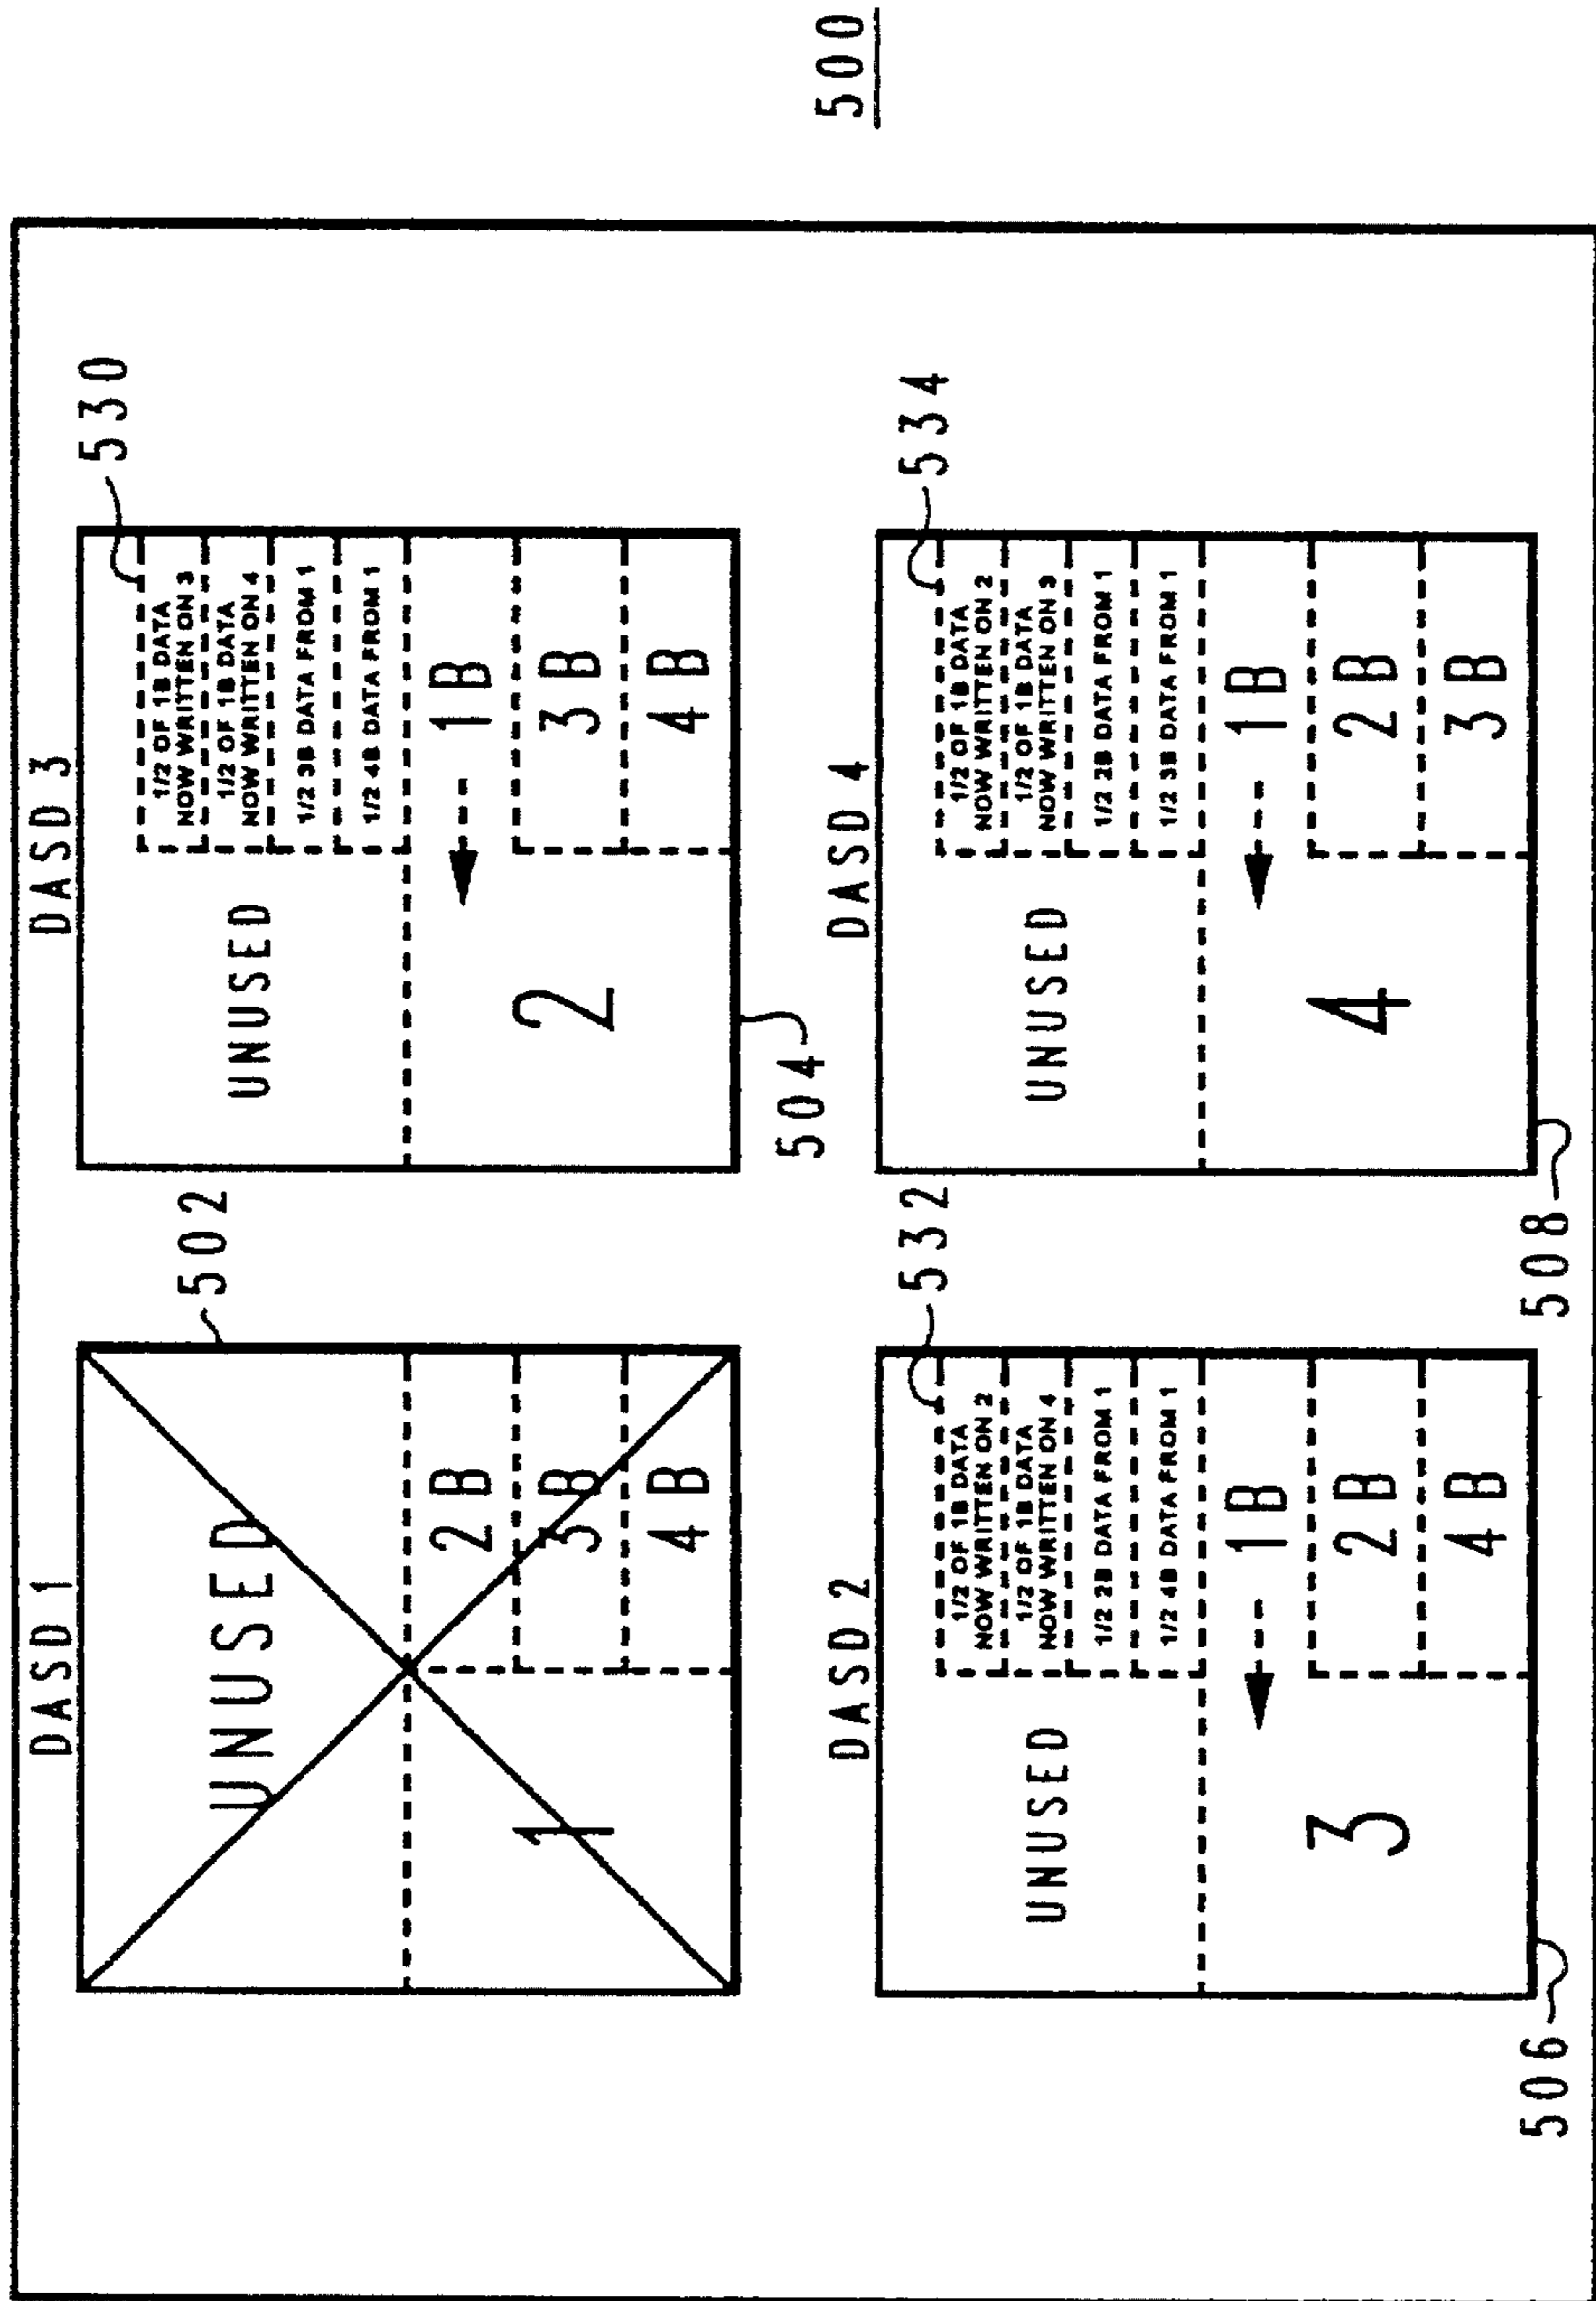 DASD 1
502
UNUSED
1
2B
3B
4B
DASD 3
530
UNUSED
1/2 OF 1B DATA
NOW WRITTEN ON 3
1/2 OF 1B DATA
NOW WRITTEN ON 4
1/2 3B DATA FROM 1
1/2 4B DATA FROM 1
2
1B
3B
4B
504
DASD 2
532
UNUSED
1/2 OF 1B DATA
NOW WRITTEN ON 2
1/2 OF 1B DATA
NOW WRITTEN ON 4
1/2 2B DATA FROM 1
1/2 4B DATA FROM 1
3
1B
2B
4B
506
DASD 4
534
UNUSED
1/2 OF 1B DATA
NOW WRITTEN ON 2
1/2 OF 1B DATA
NOW WRITTEN ON 3
1/2 2B DATA FROM 1
1/2 3B DATA FROM 1
4
1B
2B
3B
508
500